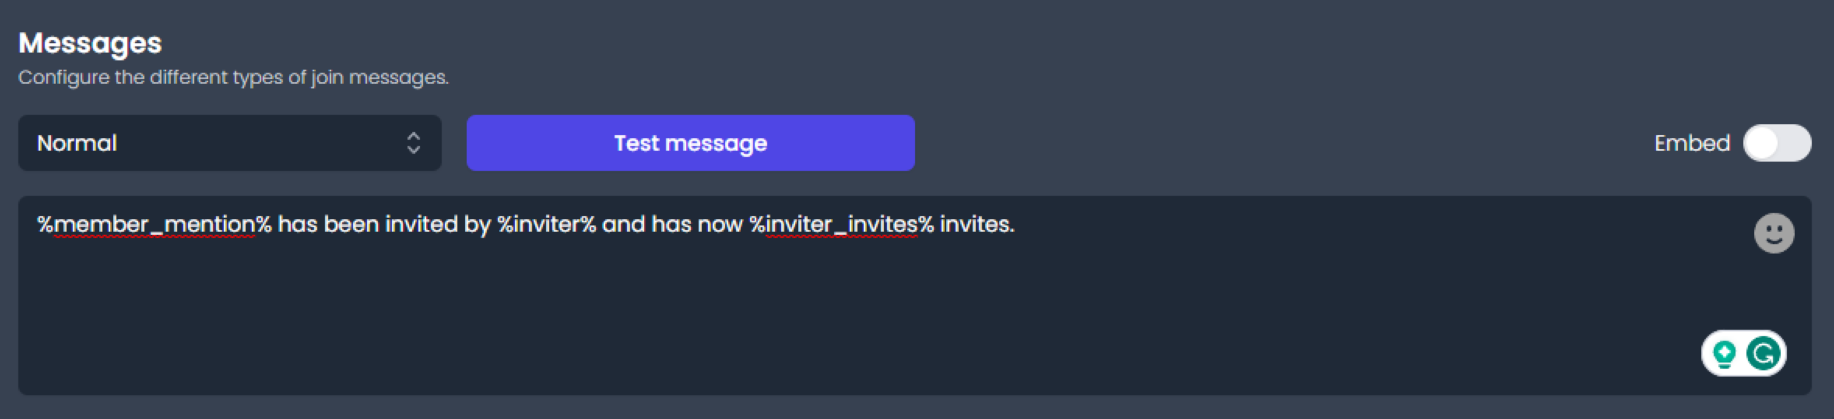 Messages
Configure the different types of join messages.
Normal
Test message
Embed
%member_mention% has been invited by %inviter% and has now %inviter_invites% invites.